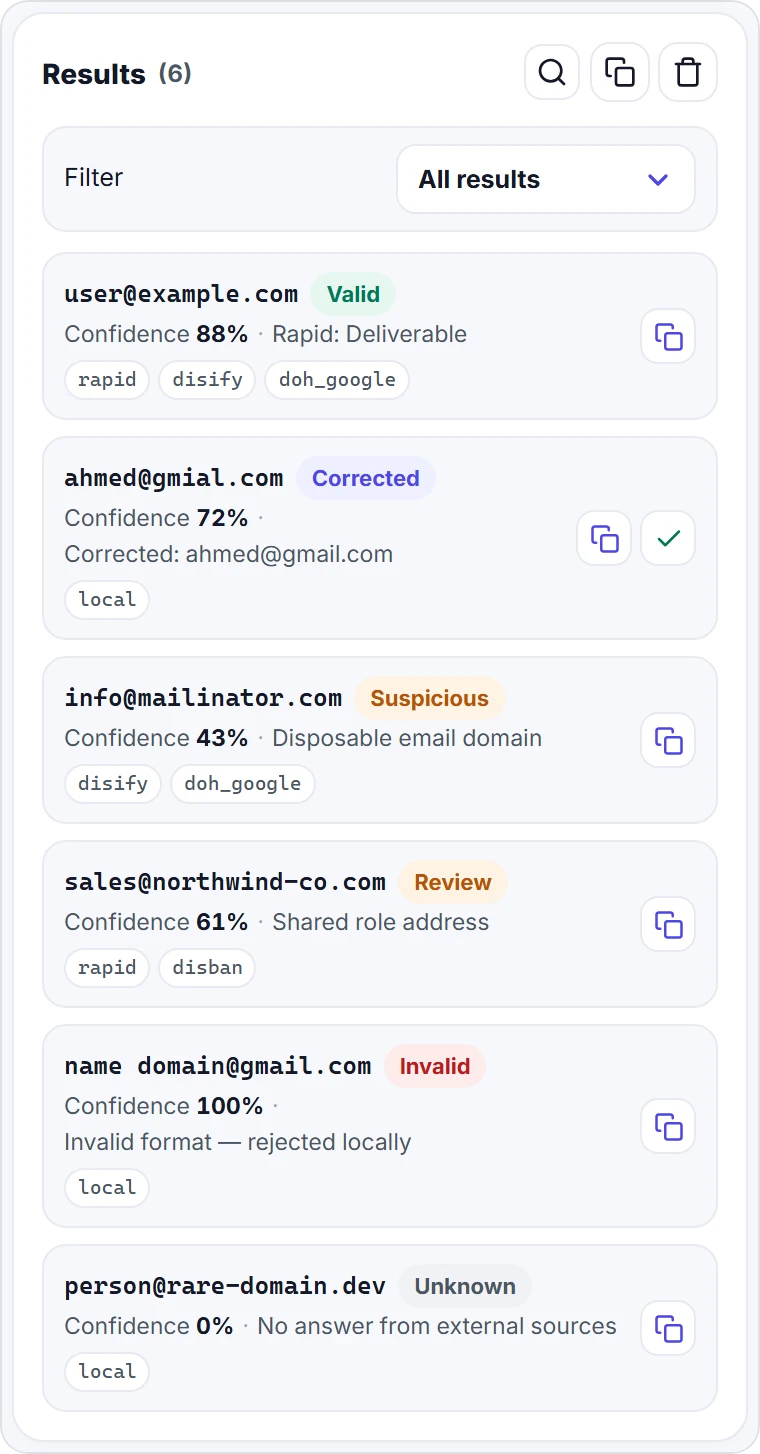 Results (6)
Filter
All results
user@example.com Valid
Confidence 88% · Rapid: Deliverable
rapid disify doh_google
ahmed@gmial.com Corrected
Confidence 72% ·
Corrected: ahmed@gmail.com
local
info@mailinator.com Suspicious
Confidence 43% · Disposable email domain
disify doh_google
sales@northwind-co.com Review
Confidence 61% · Shared role address
rapid disban
name domain@gmail.com Invalid
Confidence 100% ·
Invalid format — rejected locally
local
person@rare-domain.dev Unknown
Confidence 0% · No answer from external sources
local